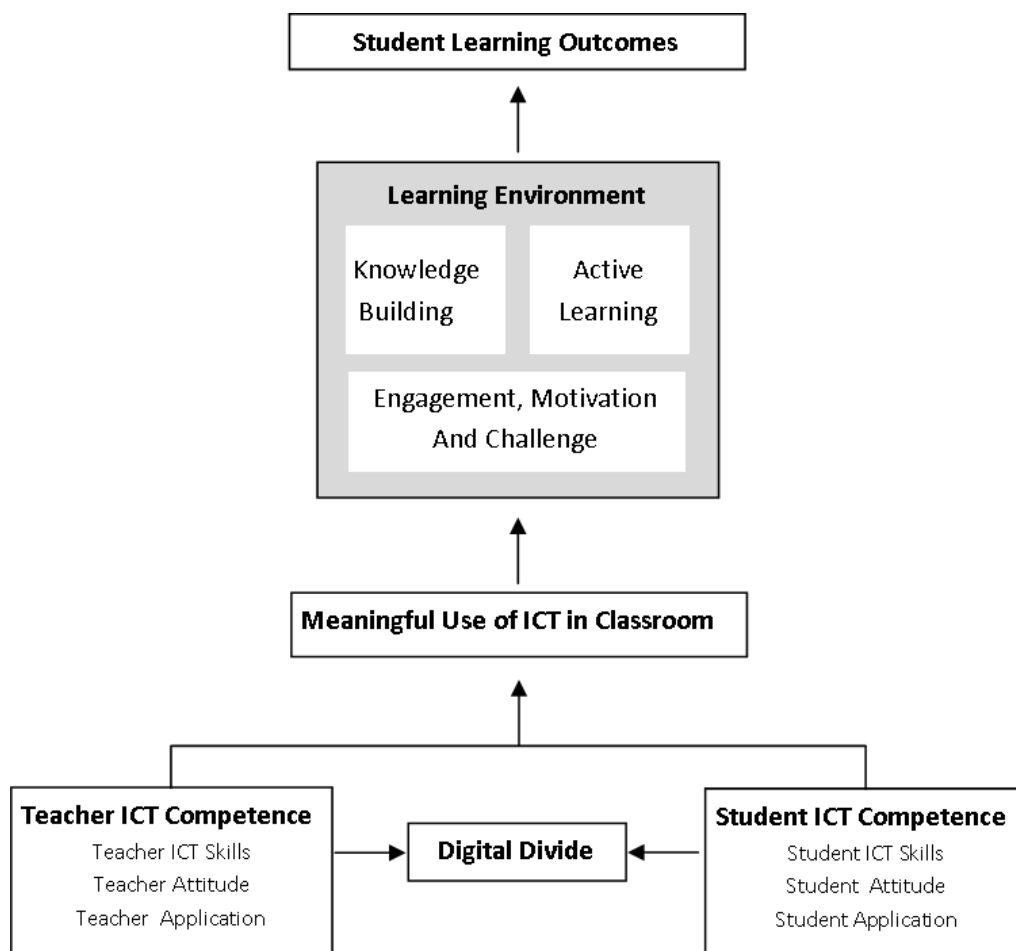 Student Learning Outcomes
Learning Environment
Knowledge
Building
Active
Learning
Engagement, Motivation
And Challenge
Meaningful Use of ICT in Classroom
Teacher ICT Competence
Teacher ICT Skills
Teacher Attitude
Teacher Application
Digital Divide
Student ICT Competence
Student ICT Skills
Student Attitude
Student Application